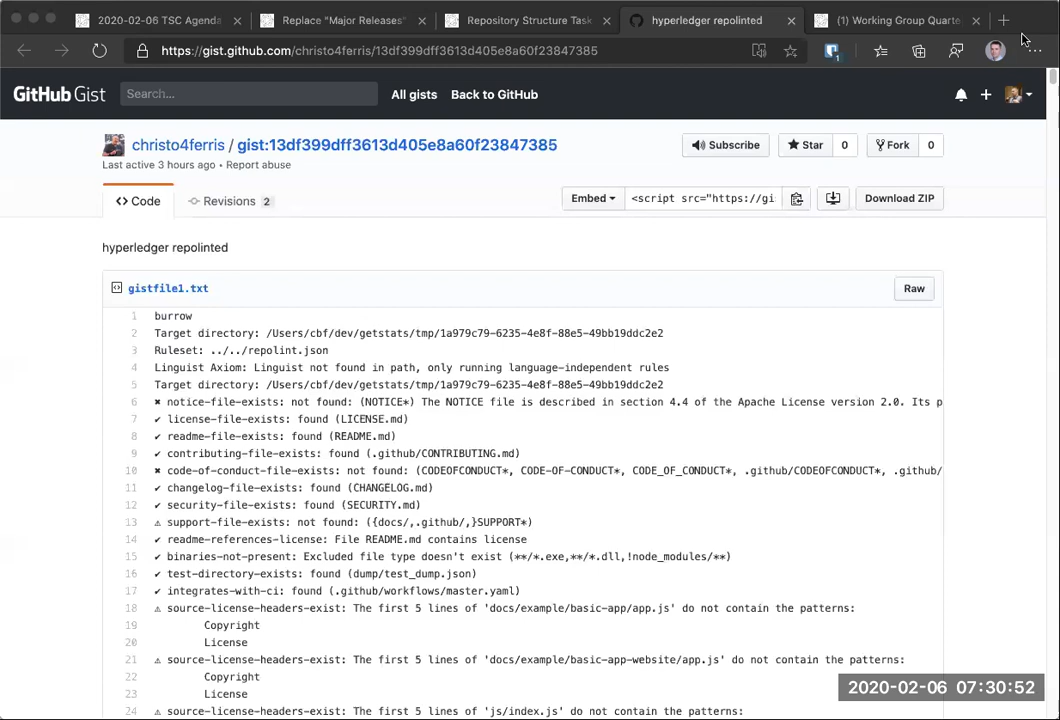 2020-02-06 TSC Agenda
Replace "Major Releases"
Repository Structure Task
hyperledger repolinted
(1) Working Group Quarte
https://gist.github.com/christo4ferris/13df399dff3613d405e8a60f23847385
1
GitHub Gist
Search...
All gists
Back to GitHub
christo4ferris / gist:13df399dff3613d405e8a60f23847385
Last active 3 hours ago • Report abuse
Subscribe
Star 0
Fork 0
Code
Revisions 2
Embed
<script src="https://gi
Download ZIP
hyperledger repolinted
gistfile1.txt
Raw
1 burrow
2 Target directory: /Users/cbf/dev/getstats/tmp/1a979c79-6235-4e8f-88e5-49bb19ddc2e2
3 Ruleset: ../../repolint.json
4 Linguist Axiom: Linguist not found in path, only running language-independent rules
5 Target directory: /Users/cbf/dev/getstats/tmp/1a979c79-6235-4e8f-88e5-49bb19ddc2e2
6 ✖ notice-file-exists: not found: (NOTICE*) The NOTICE file is described in section 4.4 of the Apache License version 2.0. Its p
7 ✔ license-file-exists: found (LICENSE.md)
8 ✔ readme-file-exists: found (README.md)
9 ✔ contributing-file-exists: found (.github/CONTRIBUTING.md)
10 ✖ code-of-conduct-file-exists: not found: (CODEOFCONDUCT*, CODE-OF-CONDUCT*, CODE_OF_CONDUCT*, .github/CODEOFCONDUCT*, .github/
11 ✔ changelog-file-exists: found (CHANGELOG.md)
12 ✔ security-file-exists: found (SECURITY.md)
13 ⚠ support-file-exists: not found: ({docs/,.github/,}SUPPORT*)
14 ✔ readme-references-license: File README.md contains license
15 ✔ binaries-not-present: Excluded file type doesn't exist (**/*.exe,**/*.dll,!node_modules/**)
16 ✔ test-directory-exists: found (dump/test_dump.json)
17 ✔ integrates-with-ci: found (.github/workflows/master.yaml)
18 ⚠ source-license-headers-exist: The first 5 lines of 'docs/example/basic-app/app.js' do not contain the patterns:
19 Copyright
20 License
21 ⚠ source-license-headers-exist: The first 5 lines of 'docs/example/basic-app-website/app.js' do not contain the patterns:
22 Copyright
23 License
24 ⚠ source-license-headers-exist: The first 5 lines of 'js/index.js' do not contain the patterns:
2020-02-06 07:30:52